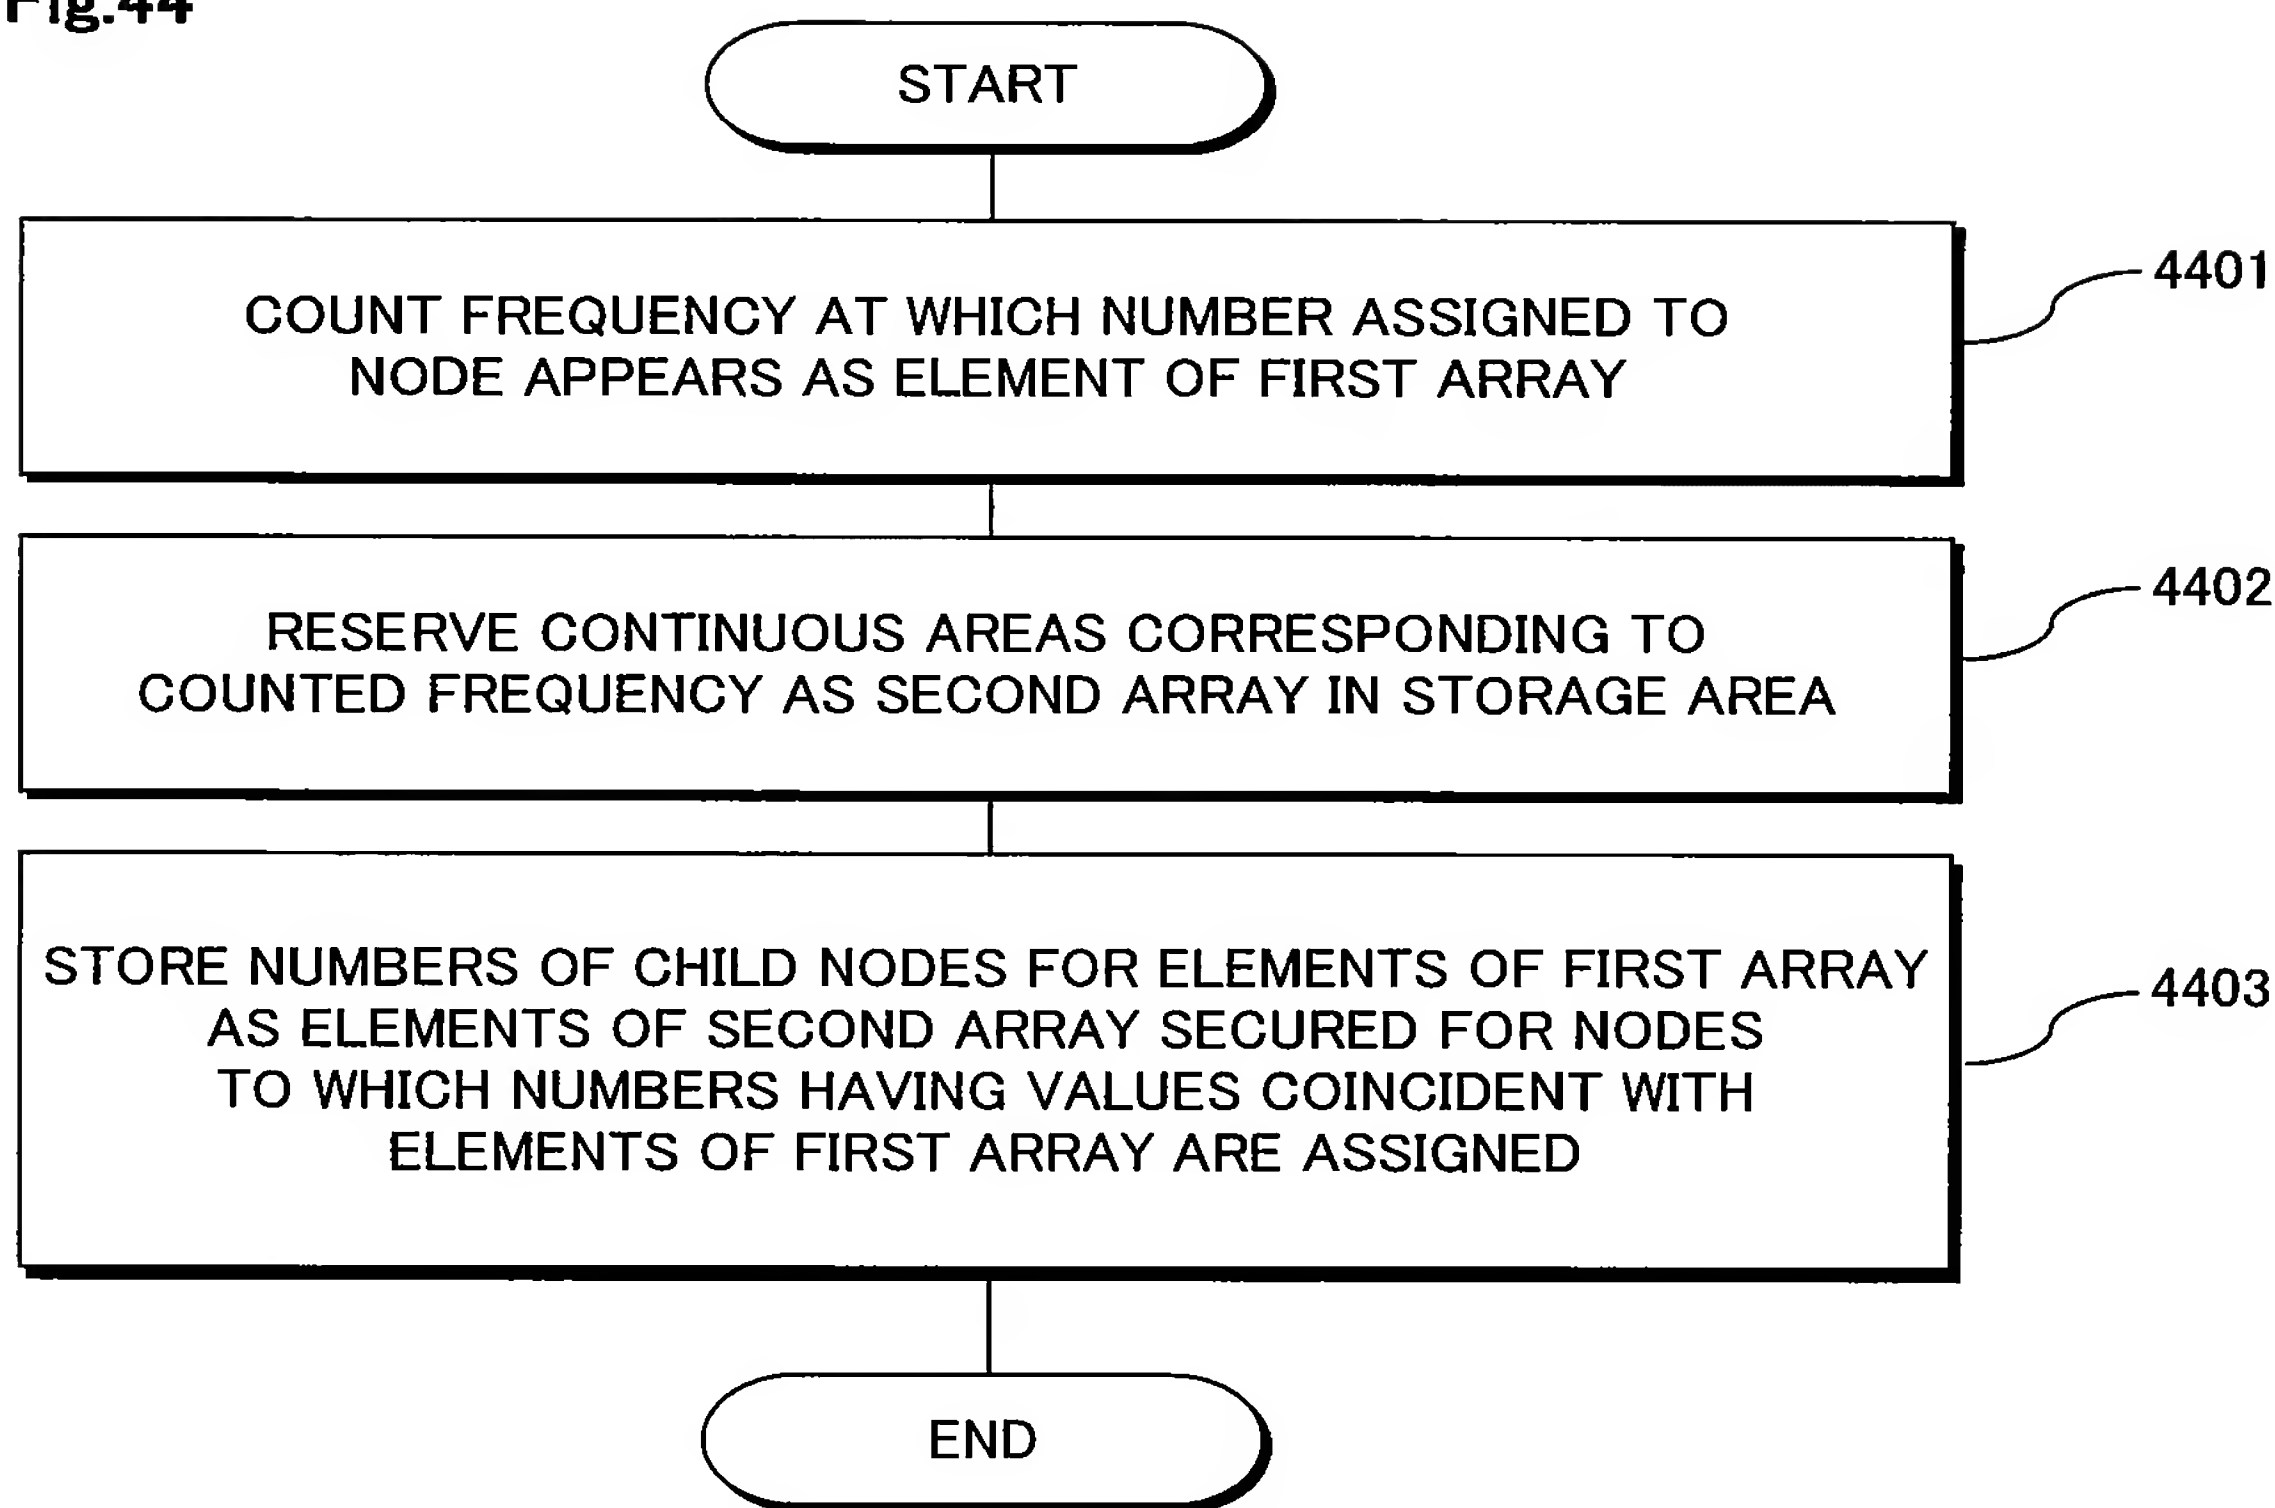 Fig.44
START
COUNT FREQUENCY AT WHICH NUMBER ASSIGNED TO
NODE APPEARS AS ELEMENT OF FIRST ARRAY
4401
RESERVE CONTINUOUS AREAS CORRESPONDING TO
COUNTED FREQUENCY AS SECOND ARRAY IN STORAGE AREA
4402
STORE NUMBERS OF CHILD NODES FOR ELEMENTS OF FIRST ARRAY
AS ELEMENTS OF SECOND ARRAY SECURED FOR NODES
TO WHICH NUMBERS HAVING VALUES COINCIDENT WITH
ELEMENTS OF FIRST ARRAY ARE ASSIGNED
4403
END